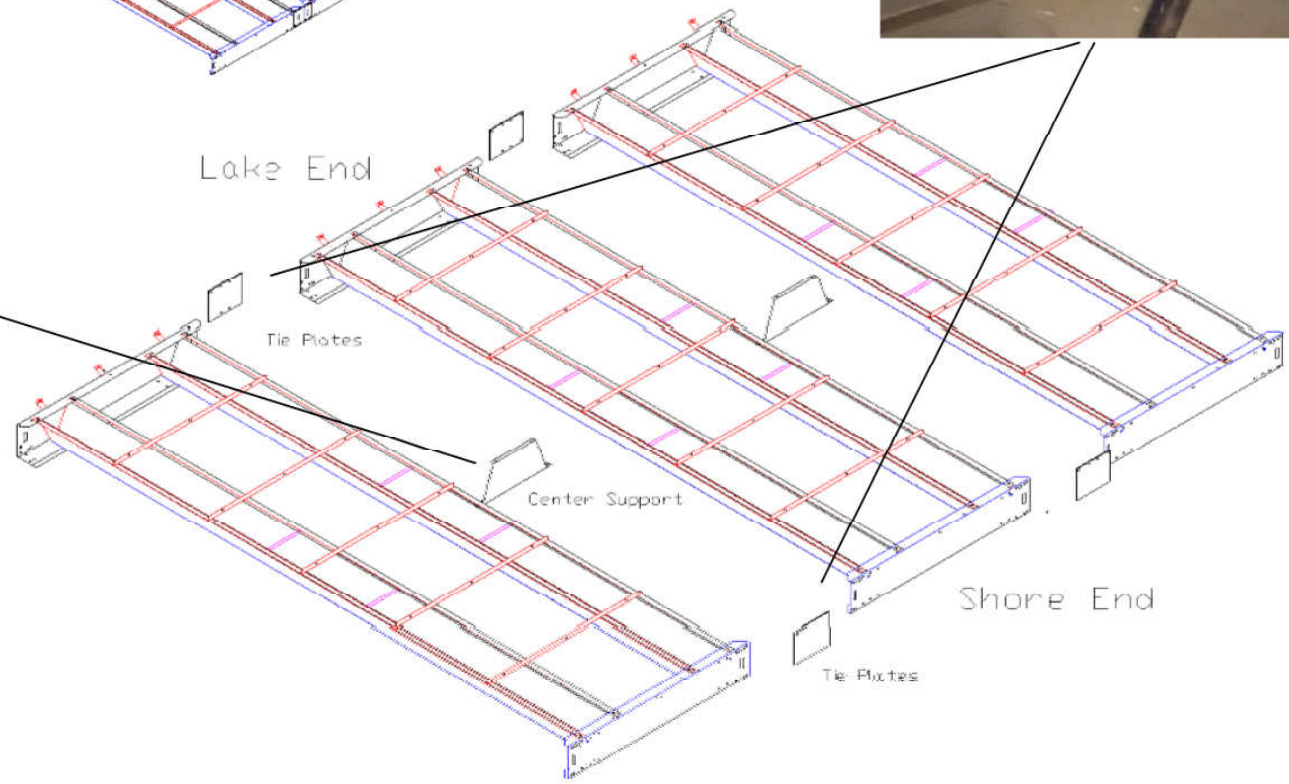 Lake End
Tie Plates
Center Support
Shore End
Tie Plates